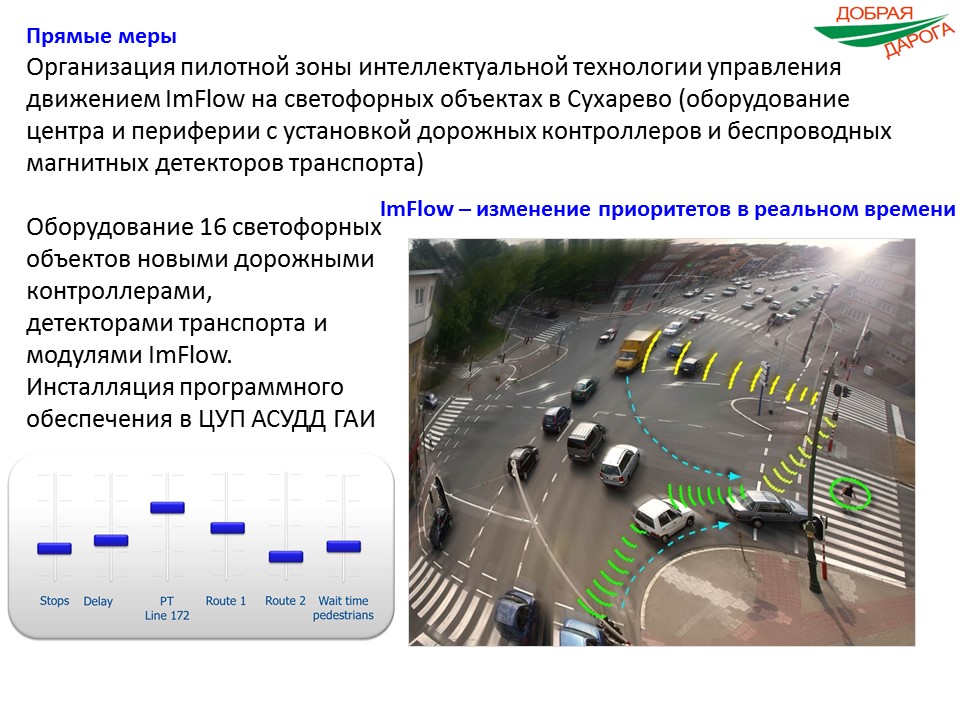 Прямые меры
ДОБРАЯ
ДАРОГА
Организация пилотной зоны интеллектуальной технологии управления
движением ImFlow на светофорных объектах в Сухарево (оборудование
центра и периферии с установкой дорожных контроллеров и беспроводных
магнитных детекторов транспорта)
ImFlow – изменение приоритетов в реальном времени
Оборудование 16 светофорных
объектов новыми дорожными
контроллерами,
детекторами транспорта и
модулями ImFlow.
Инсталляция программного
обеспечения в ЦУП АСУДД ГАИ
Stops Delay PT Route 1 Route 2 Wait time
Line 172 pedestrians